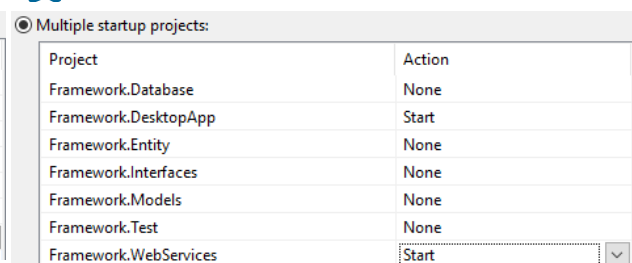 Multiple startup projects:
Project Action
Framework.Database None
Framework.DesktopApp Start
Framework.Entity None
Framework.Interfaces None
Framework.Models None
Framework.Test None
Framework.WebServices Start